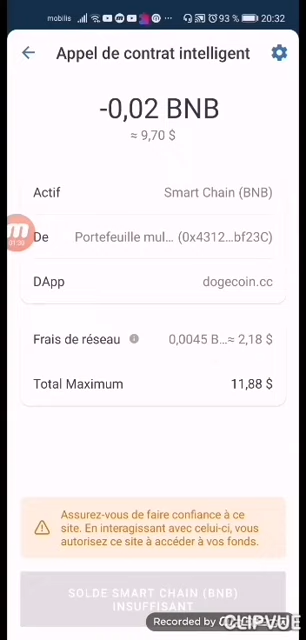 mobilis 93 % 20:32
Appel de contrat intelligent
-0,02 BNB
≈ 9,70 $
Actif Smart Chain (BNB)
De Portefeuille mul... (0x4312...bf23C)
DApp dogecoin.cc
Frais de réseau 0,0045 B...≈ 2,18 $
Total Maximum 11,88 $
Assurez-vous de faire confiance à ce
site. En interagissant avec celui-ci, vous
autorisez ce site à accéder à vos fonds.
SOLDE SMART CHAIN (BNB)
INSUFFISANT
Recorded by
CLIPVUE